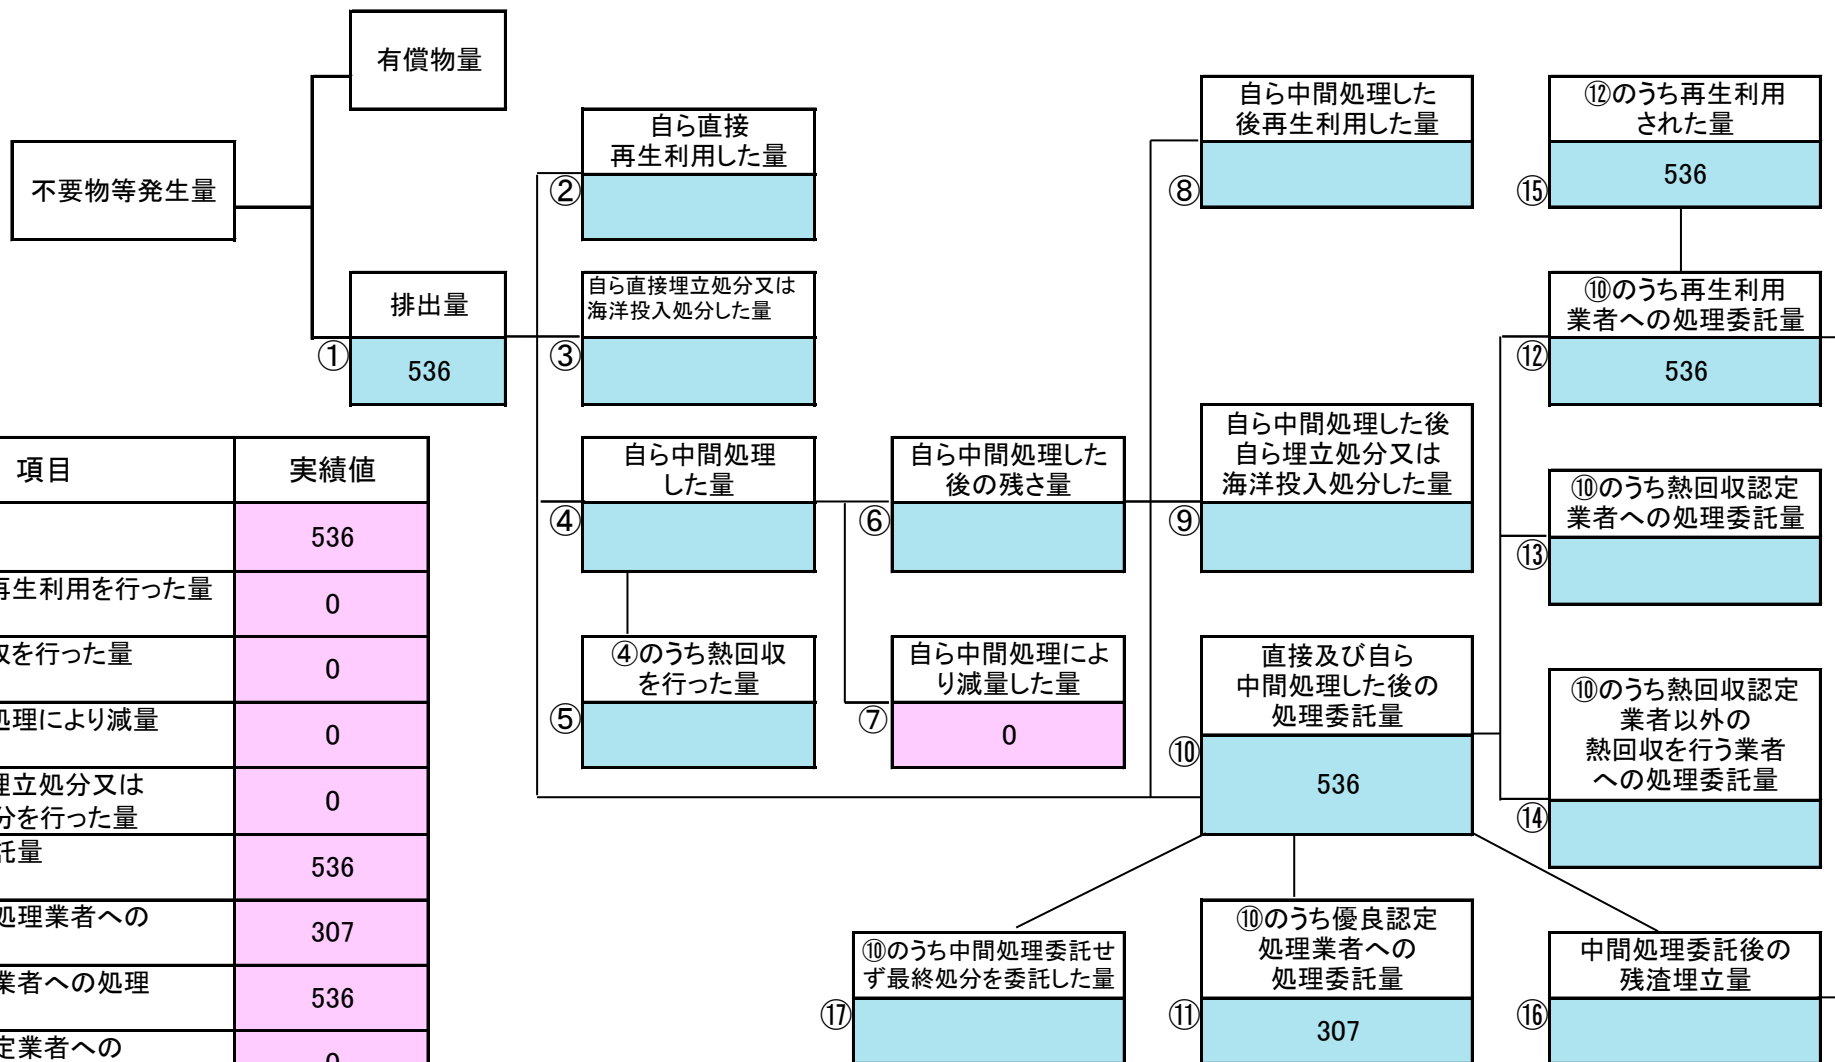 有償物量
不要物等発生量
排出量
①
536
自ら直接
再生利用した量
②
自ら直接埋立処分又は
海洋投入処分した量
③
自ら中間処理
した量
④
④のうち熱回収
を行った量
⑤
自ら中間処理した
後の残さ量
⑥
自ら中間処理によ
り減量した量
⑦
0
自ら中間処理した
後再生利用した量
⑧
自ら中間処理した後
自ら埋立処分又は
海洋投入処分した量
⑨
直接及び自ら
中間処理した後の
処理委託量
⑩
536
⑩のうち優良認定
処理業者への
処理委託量
⑪
307
⑫のうち再生利用
された量
⑮
536
⑩のうち再生利用
業者への処理委託量
⑫
536
⑩のうち熱回収認定
業者への処理委託量
⑬
⑩のうち熱回収認定
業者以外の
熱回収を行う業者
への処理委託量
⑭
中間処理委託後の
残渣埋立量
⑯
⑩のうち中間処理委託せ
ず最終処分を委託した量
⑰
項目 実績値
536
再生利用を行った量
0
収を行った量
0
処理により減量
0
埋立処分又は
分を行った量
0
託量
536
処理業者への
307
業者への処理
536
定業者への
0